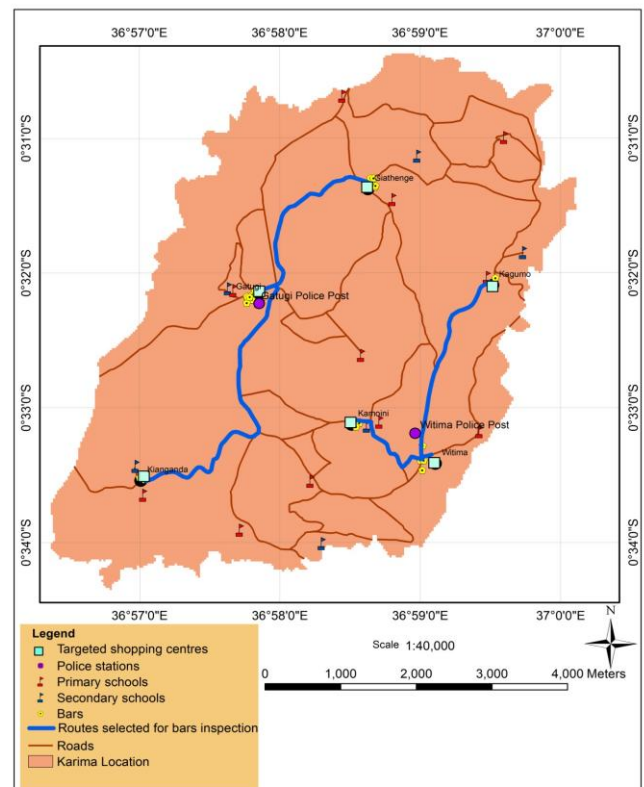 36°57'0"E 36°58'0"E 36°59'0"E 37°0'0"E
0°31'0"S 0°31'0"S
Giathenge
0°32'0"S 0°32'0"S
Kagumo
Gatugi
Gatugi Police Post
0°33'0"S 0°33'0"S
Kamoini
Witima Police Post
Witima
Kianganda
0°34'0"S 0°34'0"S
36°57'0"E 36°58'0"E 36°59'0"E 37°0'0"E
N
Legend
Targeted shopping centres
Police stations
Primary schools
Secondary schools
Bars
Routes selected for bars inspection
Roads
Karima Location
Scale 1:40,000
0 1,000 2,000 3,000 4,000 Meters